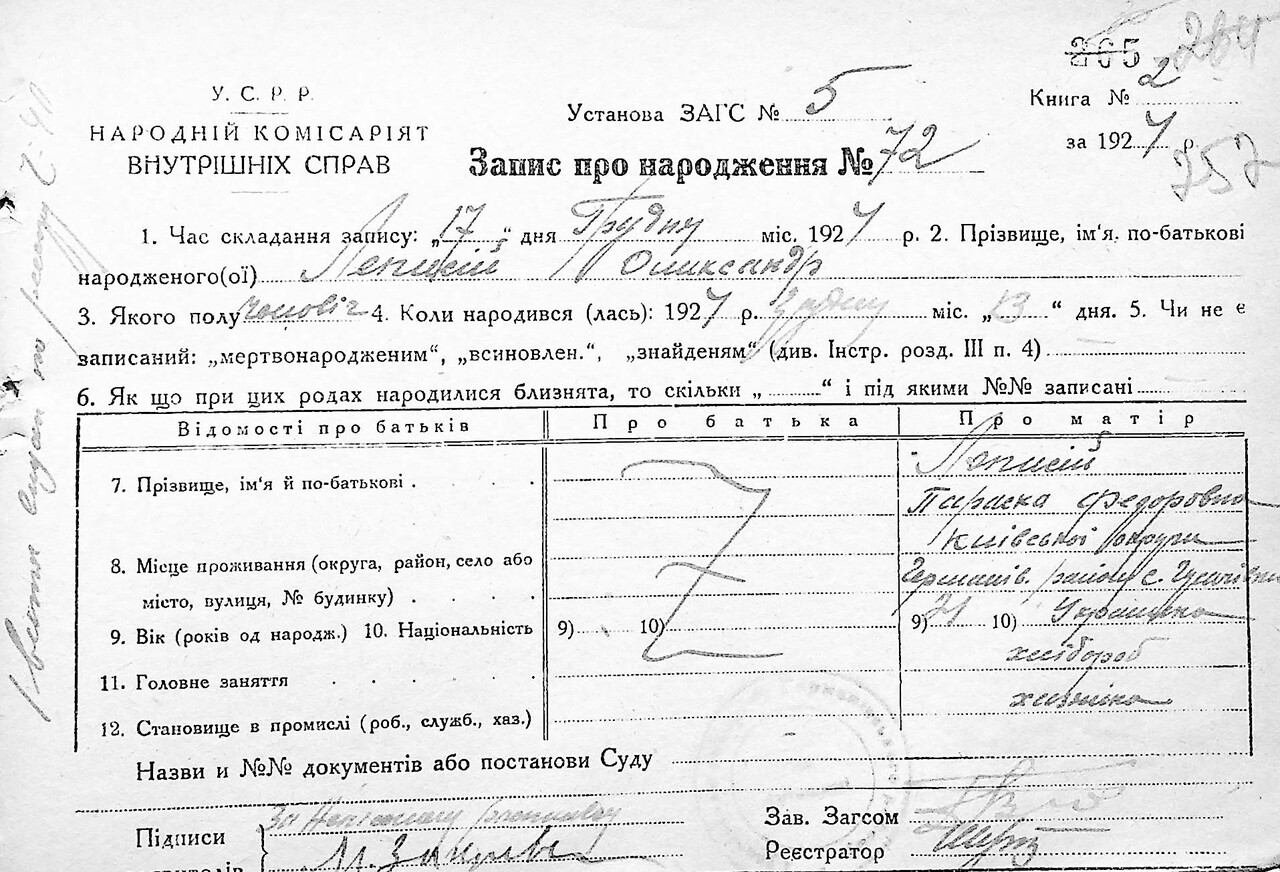 265 264
У. С. Р. Р.
НАРОДНІЙ КОМІСАРІЯТ
ВНУТРІШНІХ СПРАВ
Установа ЗАГС № 5
Книга № 2
за 1927 р.
252
Запис про народження № 72
1. Час складання запису: „17“ дня Грудня міс. 1927 р. 2. Прізвище, ім‘я, по-батькові
народженого(ої) Олександр
3. Якого полу чоловіч 4. Коли народився (лась): 1927 р. Грудня міс. „13“ дня. 5. Чи не є
записаний: „мертвонародженим“, „всиновлен.“, „знайденям“ (див. Інстр. розд. III п. 4)
6. Як що при цих родах народилися близнята, то скільки „ “ і під якими №№ записані
Відомості про батьків Про батька Про матір
7. Прізвище, ім‘я й по-батькові
Параска Федоровна
Київської округи
8. Місце проживання (округа, район, село або
район с.
місто, вулиця, № будинку)
9. Вік (років од народж.) 10. Національність 9) 10) 9) 21 10) Українка
хлібороб
11. Головне заняття
хазяйка
12. Становище в промислі (роб., служб., хаз.)
Назви и №№ документів або постанови Суду
Підписи
Зав. Загсом
Реєстратор